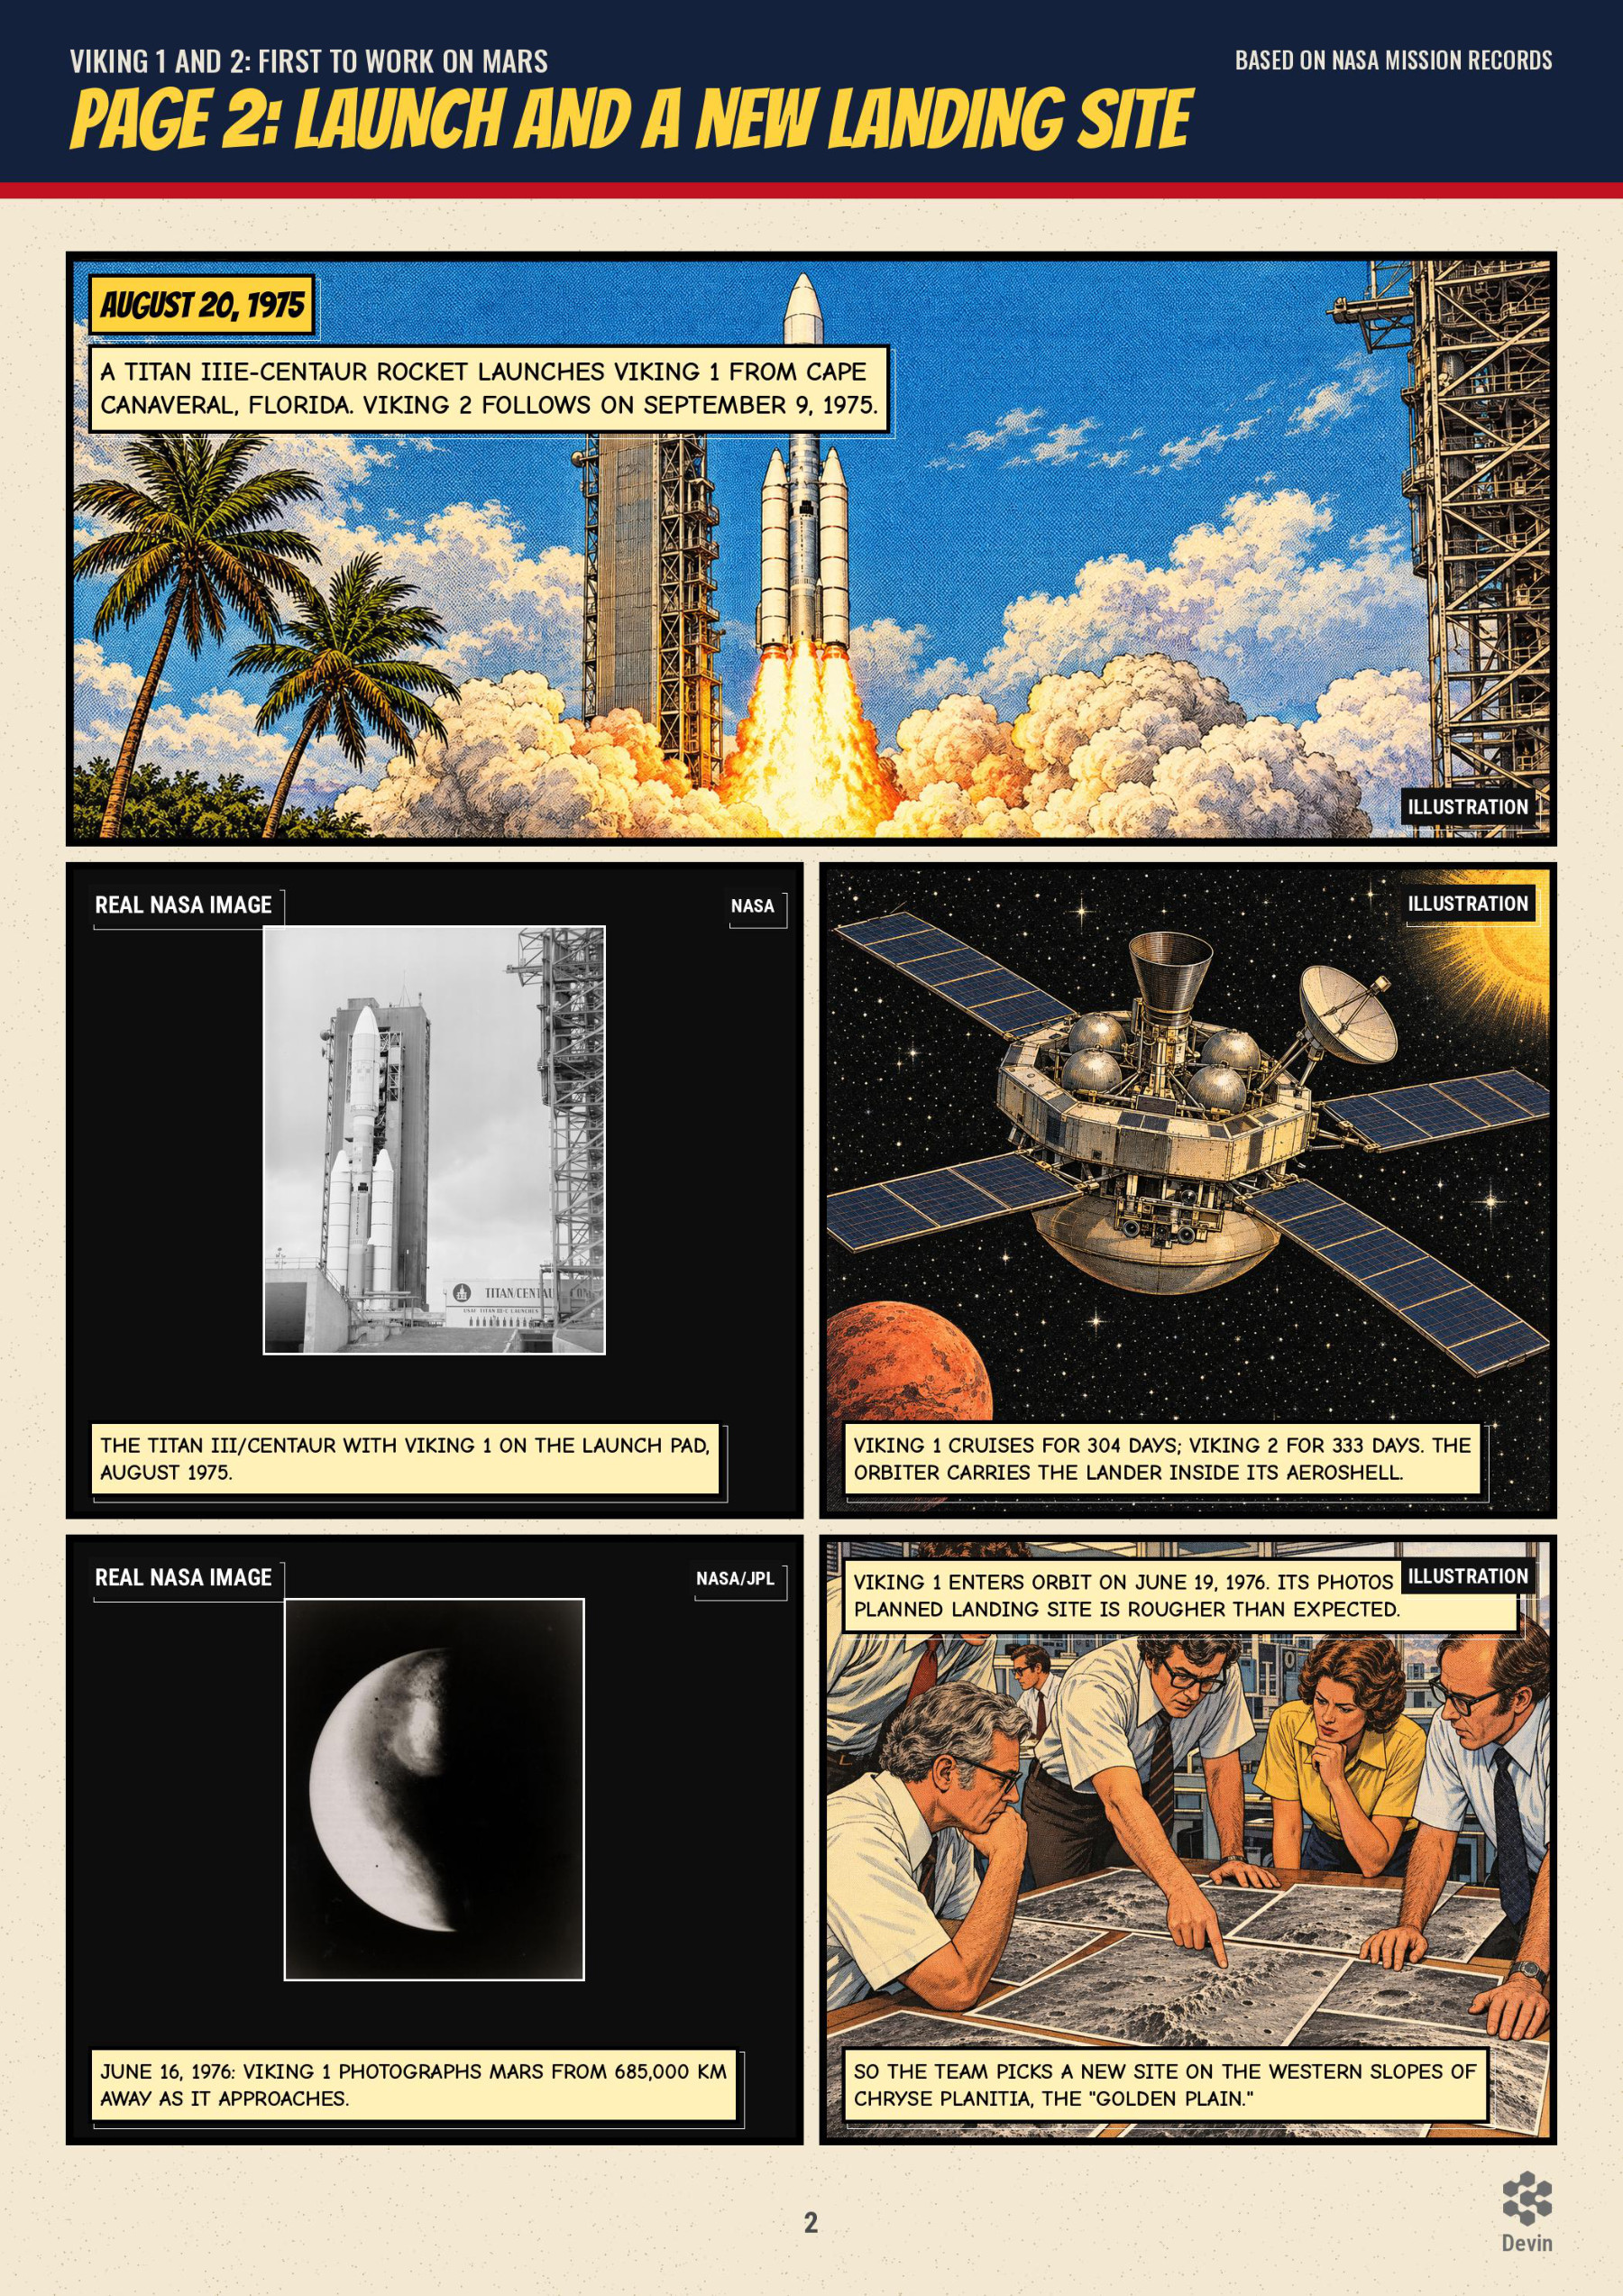 VIKING 1 AND 2: FIRST TO WORK ON MARS
BASED ON NASA MISSION RECORDS
PAGE 2: LAUNCH AND A NEW LANDING SITE
AUGUST 20, 1975
A TITAN IIIE-CENTAUR ROCKET LAUNCHES VIKING 1 FROM CAPE
CANAVERAL, FLORIDA. VIKING 2 FOLLOWS ON SEPTEMBER 9, 1975.
ILLUSTRATION
REAL NASA IMAGE
NASA
TITAN/CENTAU
USAF TITAN III-C LAUNCHES
THE TITAN III/CENTAUR WITH VIKING 1 ON THE LAUNCH PAD,
AUGUST 1975.
ILLUSTRATION
VIKING 1 CRUISES FOR 304 DAYS; VIKING 2 FOR 333 DAYS. THE
ORBITER CARRIES THE LANDER INSIDE ITS AEROSHELL.
REAL NASA IMAGE
NASA/JPL
JUNE 16, 1976: VIKING 1 PHOTOGRAPHS MARS FROM 685,000 KM
AWAY AS IT APPROACHES.
VIKING 1 ENTERS ORBIT ON JUNE 19, 1976. ITS PHOTOS
ILLUSTRATION
PLANNED LANDING SITE IS ROUGHER THAN EXPECTED.
SO THE TEAM PICKS A NEW SITE ON THE WESTERN SLOPES OF
CHRYSE PLANITIA, THE "GOLDEN PLAIN."
2
Devin